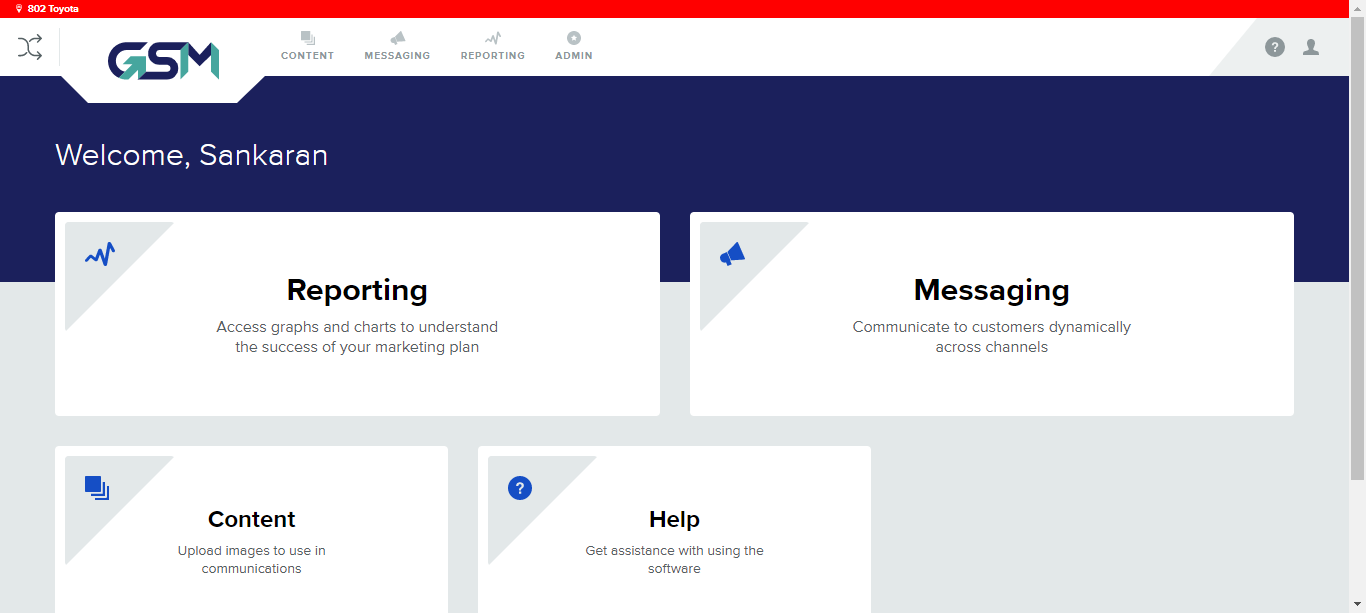 802 Toyota
GSM
CONTENT
MESSAGING
REPORTING
ADMIN
?
Welcome, Sankaran
Reporting
Access graphs and charts to understand
the success of your marketing plan
Messaging
Communicate to customers dynamically
across channels
Content
Upload images to use in
communications
?
Help
Get assistance with using the
software